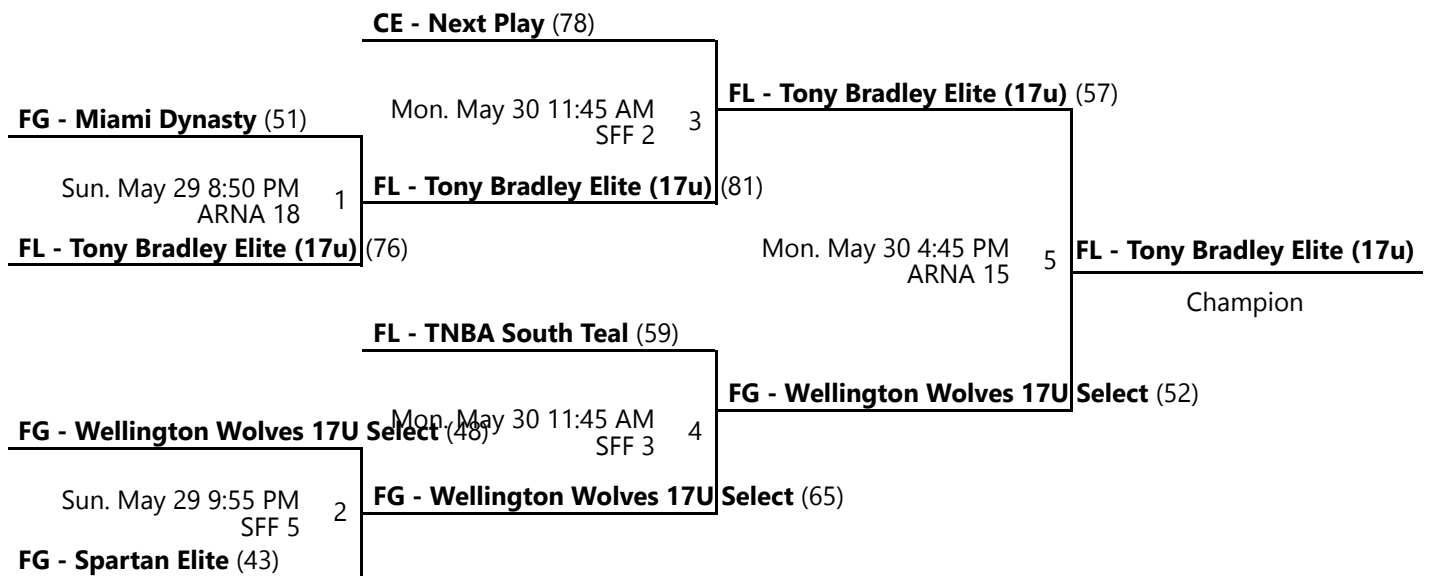 CE - Next Play (78)
FG - Miami Dynasty (51)
Mon. May 30 11:45 AM
SFF 2
3
FL - Tony Bradley Elite (17u) (57)
Sun. May 29 8:50 PM
ARNA 18
1
FL - Tony Bradley Elite (17u) (81)
FL - Tony Bradley Elite (17u) (76)
Mon. May 30 4:45 PM
ARNA 15
5
FL - Tony Bradley Elite (17u)
Champion
FL - TNBA South Teal (59)
FG - Wellington Wolves 17U Select (48)
Mon. May 30 11:45 AM
SFF 3
4
FG - Wellington Wolves 17U Select (52)
Sun. May 29 9:55 PM
SFF 5
2
FG - Wellington Wolves 17U Select (65)
FG - Spartan Elite (43)